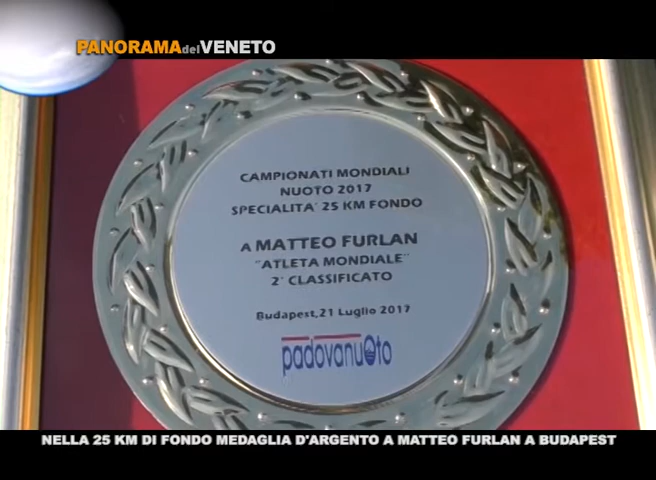 PANORAMA del VENETO
CAMPIONATI MONDIALI
NUOTO 2017
SPECIALITA' 25 KM FONDO
A MATTEO FURLAN
"ATLETA MONDIALE"
2° CLASSIFICATO
Budapest, 21 Luglio 2017
padovanuoto
NELLA 25 KM DI FONDO MEDAGLIA D'ARGENTO A MATTEO FURLAN A BUDAPEST